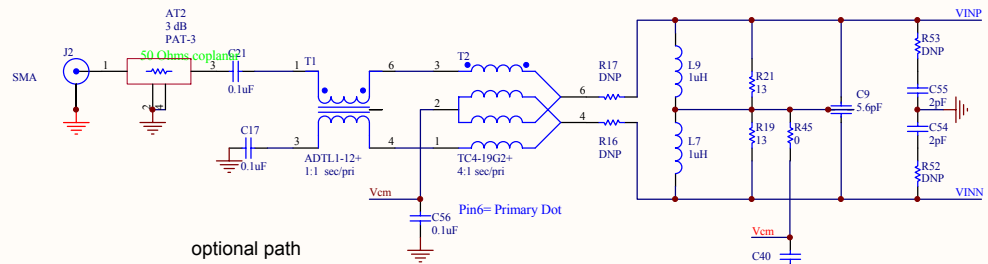 AT2
3 dB
PAT-3
50 Ohms coplanar
J2
SMA
1
3
2
4
C21
0.1uF
1
T1
6
3
4
ADTL1-12+
1:1 sec/pri
C17
0.1uF
T2
3
2
1
6
4
TC4-19G2+
4:1 sec/pri
Vcm
C56
0.1uF
Pin6= Primary Dot
optional path
R17
DNP
R16
DNP
L9
1uH
L7
1uH
R21
13
R19
13
R45
0
C9
5.6pF
VINP
R53
DNP
C55
2pF
C54
2pF
R52
DNP
VINN
Vcm
C40